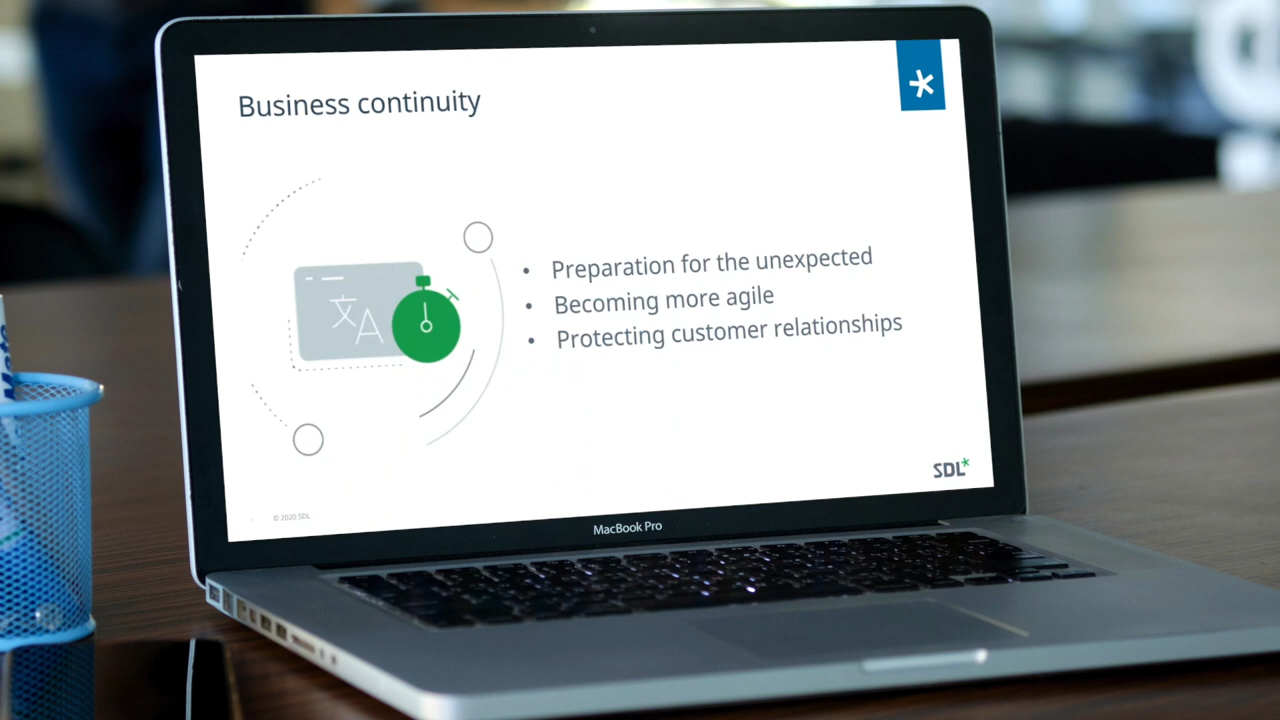 Business continuity
文A
• Preparation for the unexpected
• Becoming more agile
• Protecting customer relationships
SDL*
© 2020 SDL
MacBook Pro